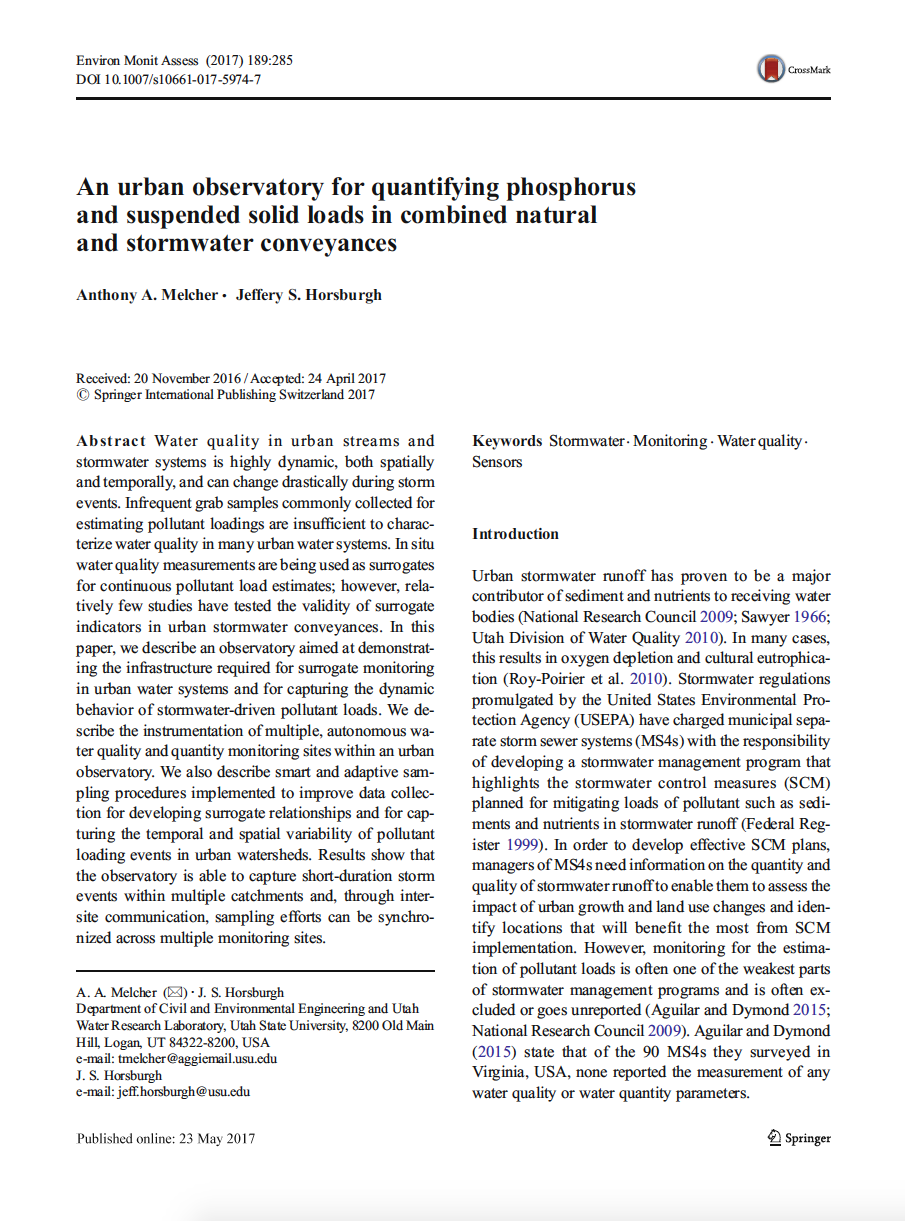 Environ Monit Assess (2017) 189:285
DOI 10.1007/s10661-017-5974-7
CrossMark
An urban observatory for quantifying phosphorus
and suspended solid loads in combined natural
and stormwater conveyances
Anthony A. Melcher · Jeffery S. Horsburgh
Received: 20 November 2016 / Accepted: 24 April 2017
© Springer International Publishing Switzerland 2017
Abstract Water quality in urban streams and
stormwater systems is highly dynamic, both spatially
and temporally, and can change drastically during storm
events. Infrequent grab samples commonly collected for
estimating pollutant loadings are insufficient to charac-
terize water quality in many urban water systems. In situ
water quality measurements are being used as surrogates
for continuous pollutant load estimates; however, rela-
tively few studies have tested the validity of surrogate
indicators in urban stormwater conveyances. In this
paper, we describe an observatory aimed at demonstrat-
ing the infrastructure required for surrogate monitoring
in urban water systems and for capturing the dynamic
behavior of stormwater-driven pollutant loads. We de-
scribe the instrumentation of multiple, autonomous wa-
ter quality and quantity monitoring sites within an urban
observatory. We also describe smart and adaptive sam-
pling procedures implemented to improve data collec-
tion for developing surrogate relationships and for cap-
turing the temporal and spatial variability of pollutant
loading events in urban watersheds. Results show that
the observatory is able to capture short-duration storm
events within multiple catchments and, through inter-
site communication, sampling efforts can be synchro-
nized across multiple monitoring sites.
A. A. Melcher (✉) · J. S. Horsburgh
Department of Civil and Environmental Engineering and Utah
Water Research Laboratory, Utah State University, 8200 Old Main
Hill, Logan, UT 84322-8200, USA
e-mail: tmelcher@aggiemail.usu.edu
J. S. Horsburgh
e-mail: jeff.horsburgh@usu.edu
Keywords Stormwater · Monitoring · Water quality ·
Sensors
Introduction
Urban stormwater runoff has proven to be a major
contributor of sediment and nutrients to receiving water
bodies (National Research Council 2009; Sawyer 1966;
Utah Division of Water Quality 2010). In many cases,
this results in oxygen depletion and cultural eutrophica-
tion (Roy-Poirier et al. 2010). Stormwater regulations
promulgated by the United States Environmental Pro-
tection Agency (USEPA) have charged municipal sepa-
rate storm sewer systems (MS4s) with the responsibility
of developing a stormwater management program that
highlights the stormwater control measures (SCM)
planned for mitigating loads of pollutant such as sedi-
ments and nutrients in stormwater runoff (Federal Reg-
ister 1999). In order to develop effective SCM plans,
managers of MS4s need information on the quantity and
quality of stormwater runoff to enable them to assess the
impact of urban growth and land use changes and iden-
tify locations that will benefit the most from SCM
implementation. However, monitoring for the estima-
tion of pollutant loads is often one of the weakest parts
of stormwater management programs and is often ex-
cluded or goes unreported (Aguilar and Dymond 2015;
National Research Council 2009). Aguilar and Dymond
(2015) state that of the 90 MS4s they surveyed in
Virginia, USA, none reported the measurement of any
water quality or water quantity parameters.
Published online: 23 May 2017
Springer